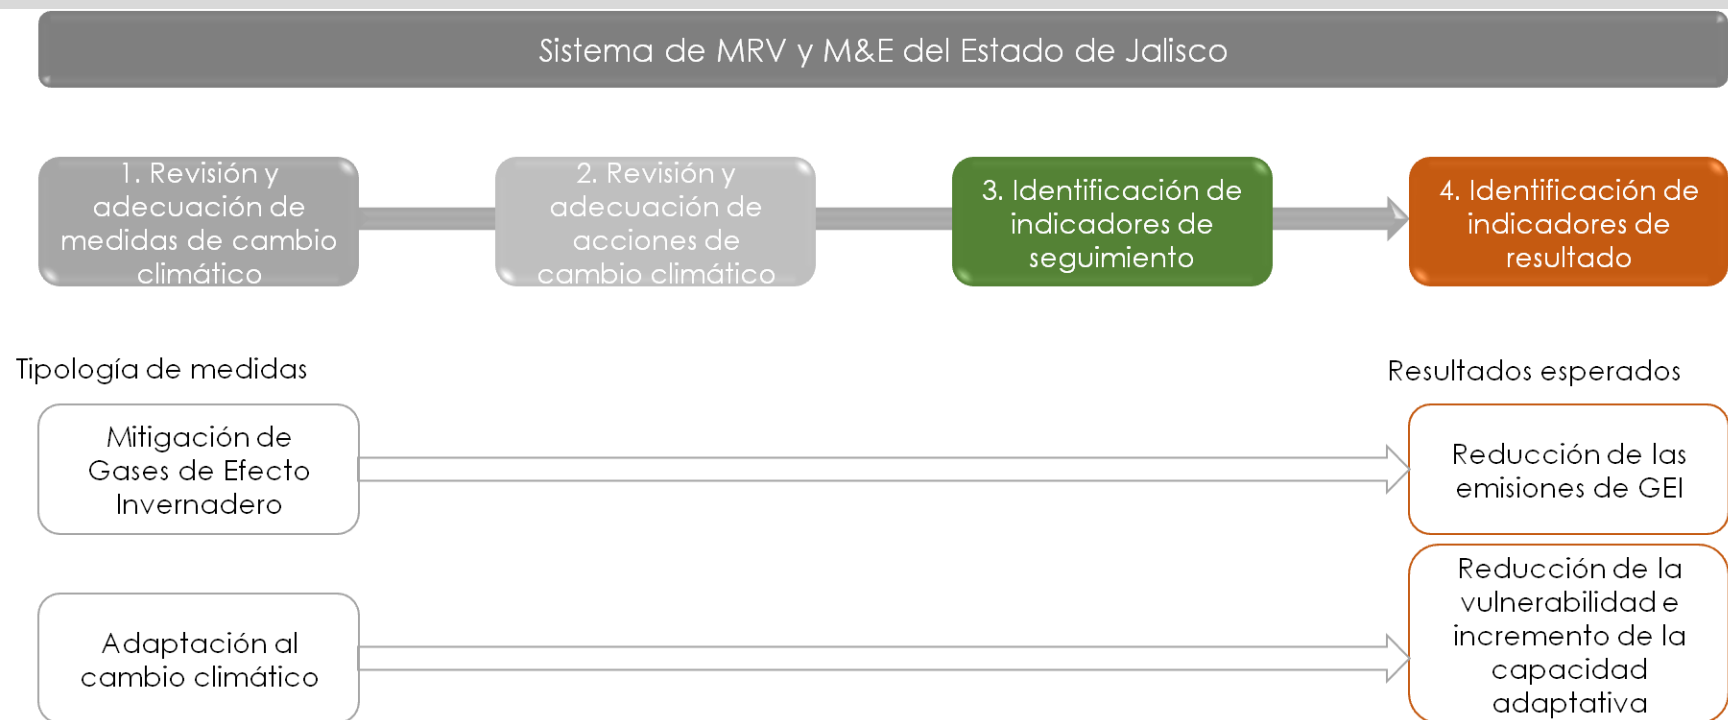 Sistema de MRV y M&E del Estado de Jalisco
1. Revisión y
adecuación de
medidas de cambio
climático
2. Revisión y
adecuación de
acciones de
cambio climático
3. Identificación de
indicadores de
seguimiento
4. Identificación de
indicadores de
resultado
Tipología de medidas
Resultados esperados
Mitigación de
Gases de Efecto
Invernadero
Reducción de las
emisiones de GEI
Adaptación al
cambio climático
Reducción de la
vulnerabilidad e
incremento de la
capacidad
adaptativa